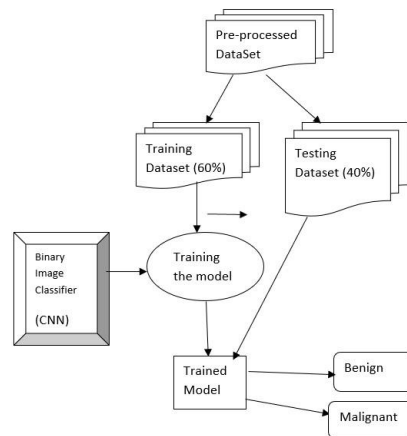 Pre-processed
DataSet
Training
Dataset (60%)
Testing
Dataset (40%)
Binary
Image
Classifier
(CNN)
Training
the model
Trained
Model
Benign
Malignant